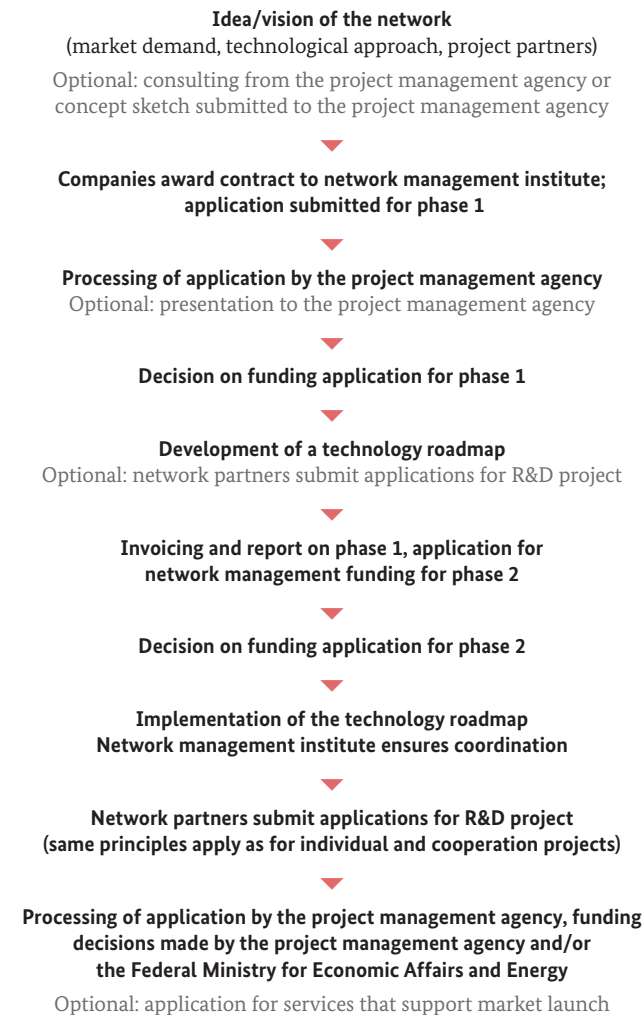 Idea/vision of the network
(market demand, technological approach, project partners)
Optional: consulting from the project management agency or
concept sketch submitted to the project management agency
Companies award contract to network management institute;
application submitted for phase 1
Processing of application by the project management agency
Optional: presentation to the project management agency
Decision on funding application for phase 1
Development of a technology roadmap
Optional: network partners submit applications for R&D project
Invoicing and report on phase 1, application for
network management funding for phase 2
Decision on funding application for phase 2
Implementation of the technology roadmap
Network management institute ensures coordination
Network partners submit applications for R&D project
(same principles apply as for individual and cooperation projects)
Processing of application by the project management agency, funding
decisions made by the project management agency and/or
the Federal Ministry for Economic Affairs and Energy
Optional: application for services that support market launch